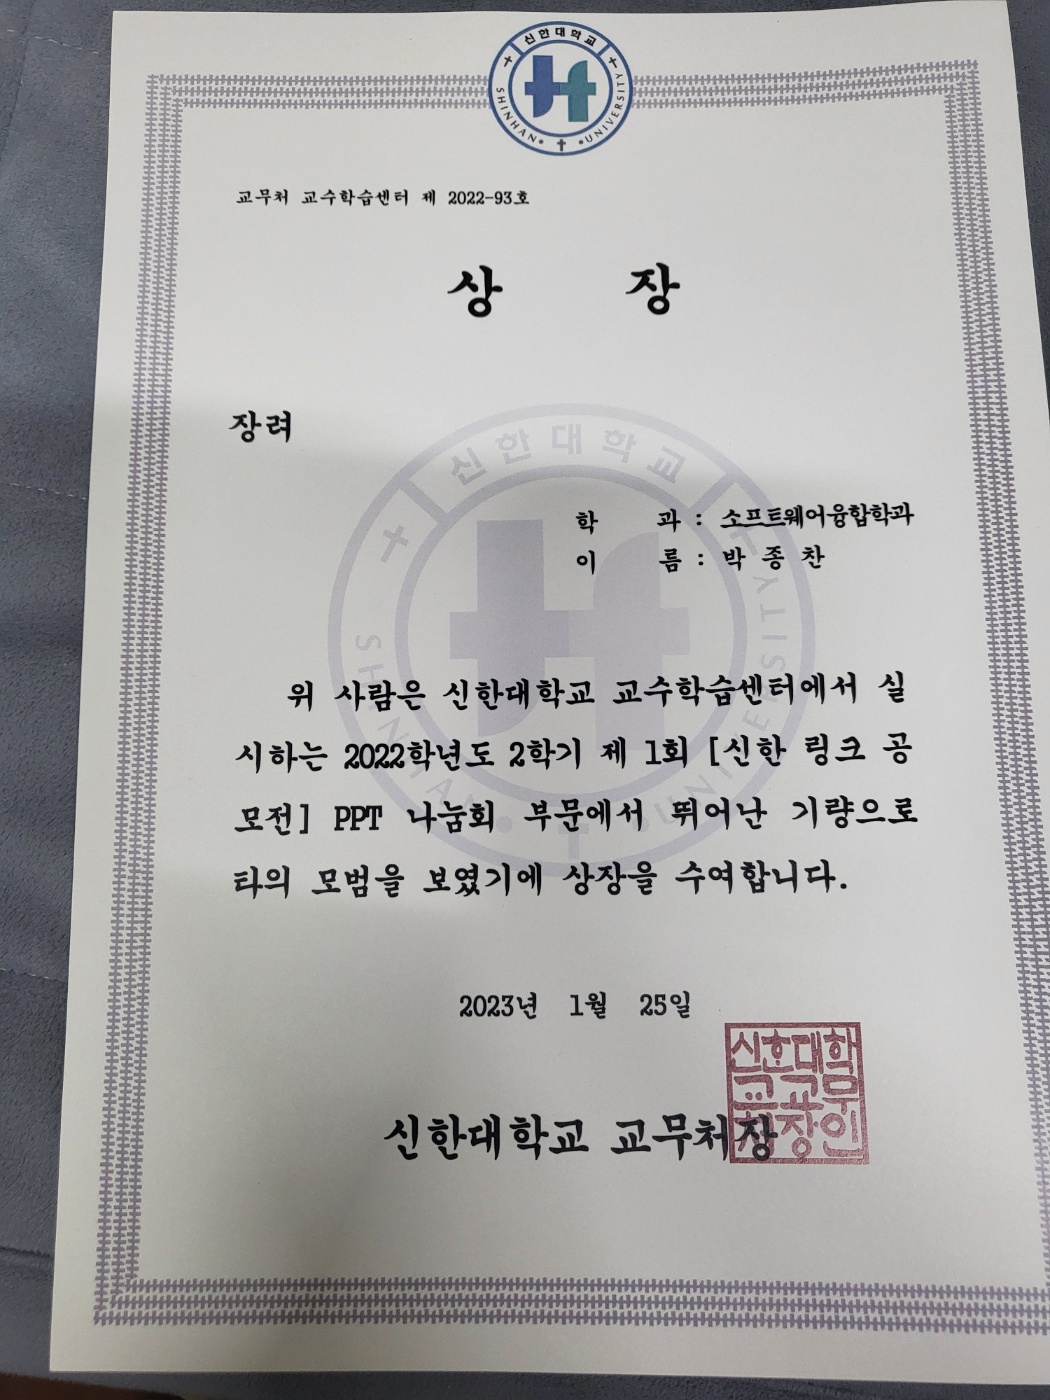 신한대학교
SHINHAN UNIVERSITY
교무처 교수학습센터 제 2022-93호
상 장
장려
신한대학교
SHINHAN UNIVERSITY
학 과 : 소프트웨어융합학과
이 름 : 박 종 찬
위 사람은 신한대학교 교수학습센터에서 실
시하는 2022학년도 2학기 제 1회 [신한 링크 공
모전] PPT 나눔회 부문에서 뛰어난 기량으로
타의 모범을 보였기에 상장을 수여합니다.
2023년 1월 25일
신한대학교 교무처장
신한대학
교교무
처장인